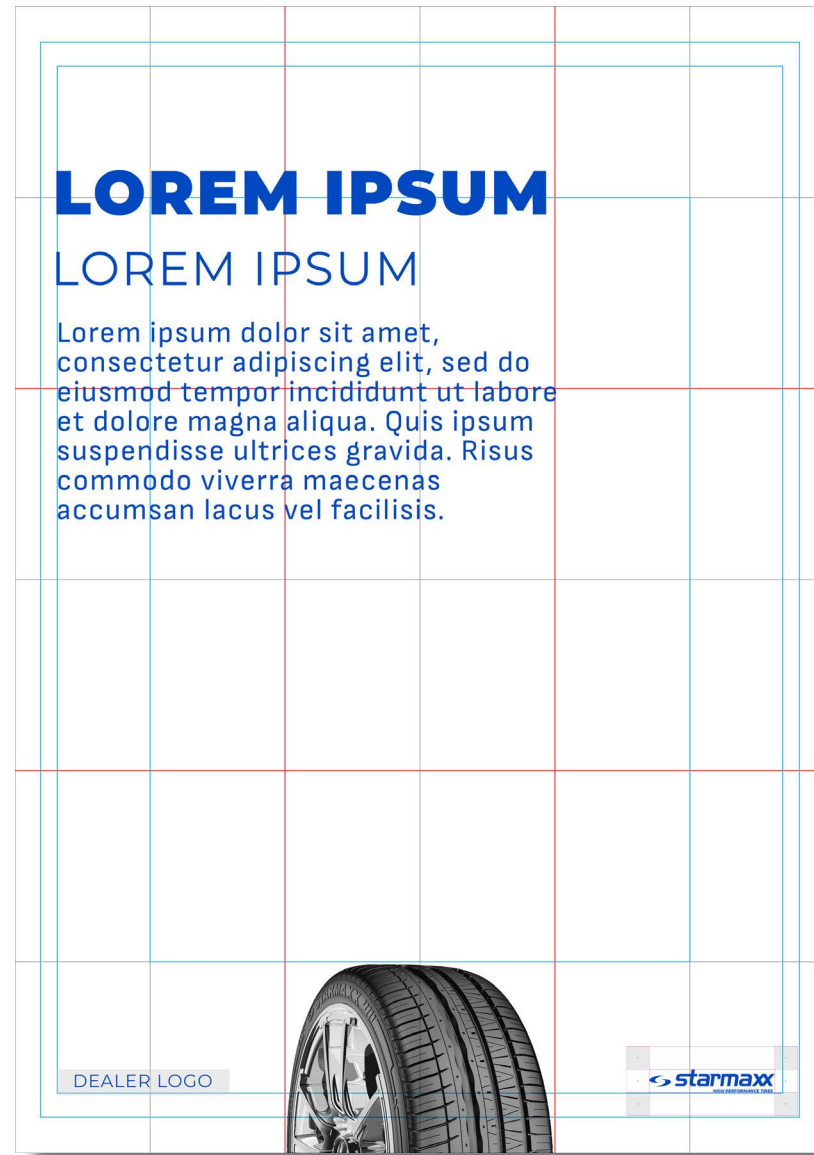 LOREM IPSUM
LOREM IPSUM
Lorem ipsum dolor sit amet,
consectetur adipiscing elit, sed do
eiusmod tempor incididunt ut labore
et dolore magna aliqua. Quis ipsum
suspendisse ultrices gravida. Risus
commodo viverra maecenas
accumsan lacus vel facilisis.
STARMAXX
DEALER LOGO
starmaxx
HIGH PERFORMANCE TIRES